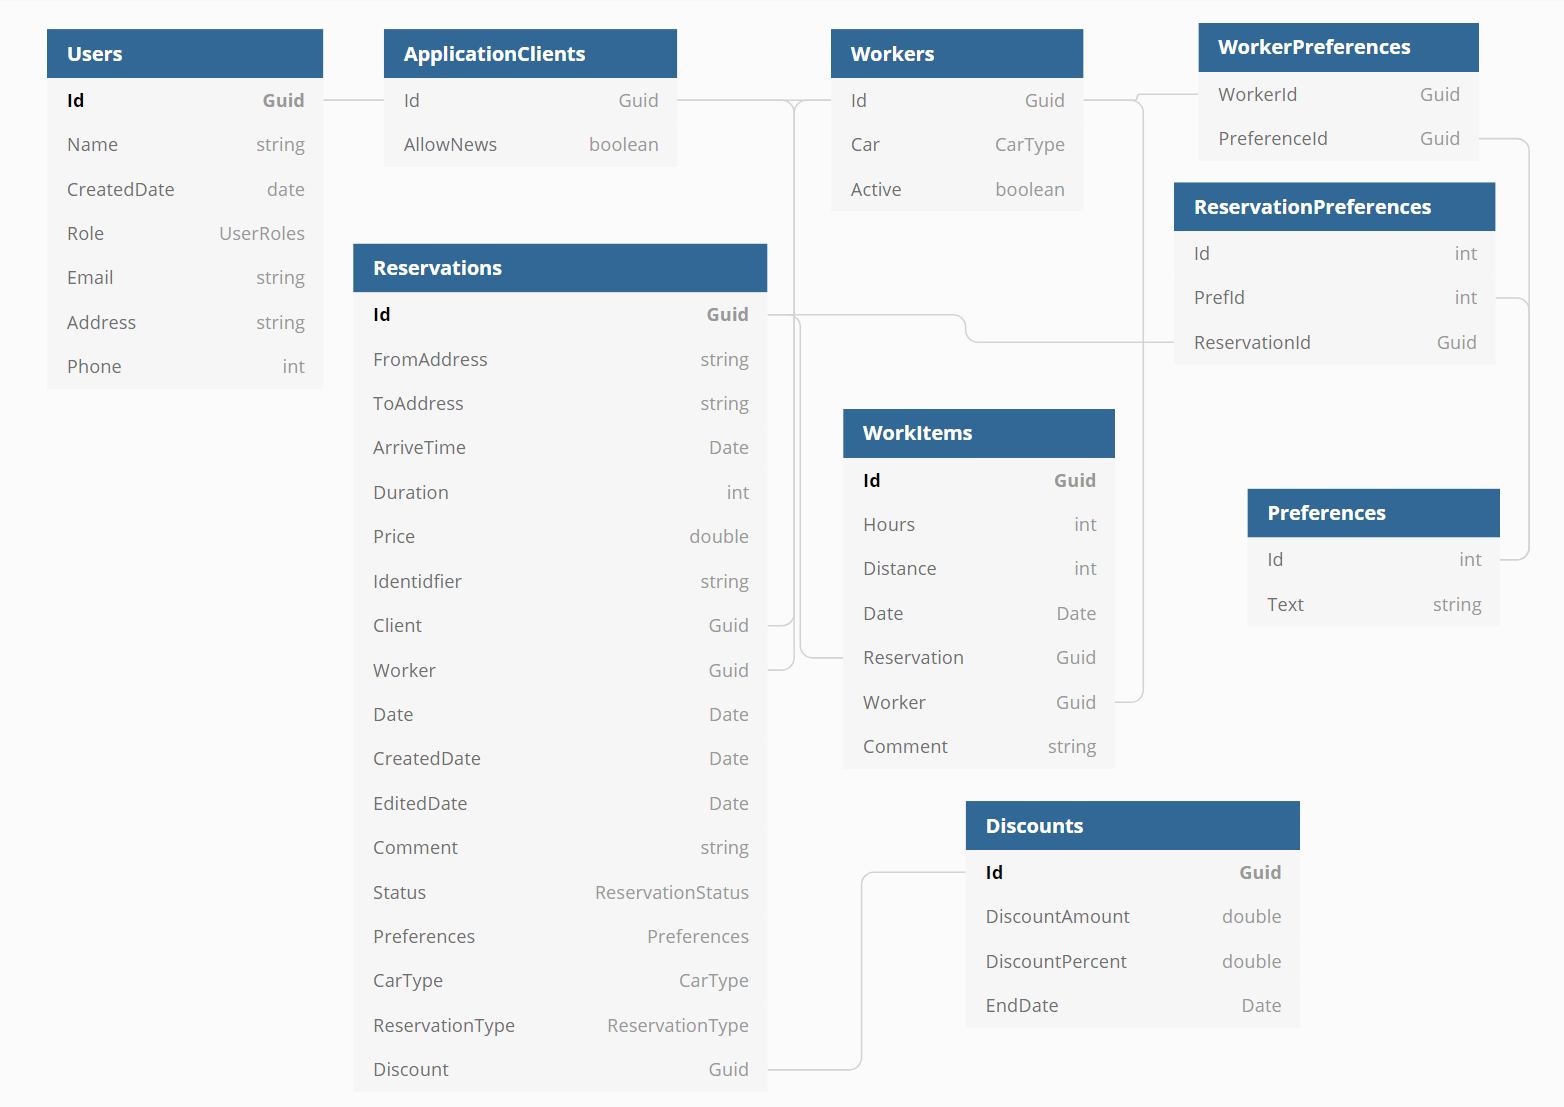 Users
Id Guid
Name string
CreatedDate date
Role UserRoles
Email string
Address string
Phone int
ApplicationClients
Id Guid
AllowNews boolean
Workers
Id Guid
Car CarType
Active boolean
WorkerPreferences
WorkerId Guid
PreferenceId Guid
ReservationPreferences
Id int
PrefId int
ReservationId Guid
Reservations
Id Guid
FromAddress string
ToAddress string
ArriveTime Date
Duration int
Price double
Identidfier string
Client Guid
Worker Guid
Date Date
CreatedDate Date
EditedDate Date
Comment string
Status ReservationStatus
Preferences Preferences
CarType CarType
ReservationType ReservationType
Discount Guid
WorkItems
Id Guid
Hours int
Distance int
Date Date
Reservation Guid
Worker Guid
Comment string
Preferences
Id int
Text string
Discounts
Id Guid
DiscountAmount double
DiscountPercent double
EndDate Date